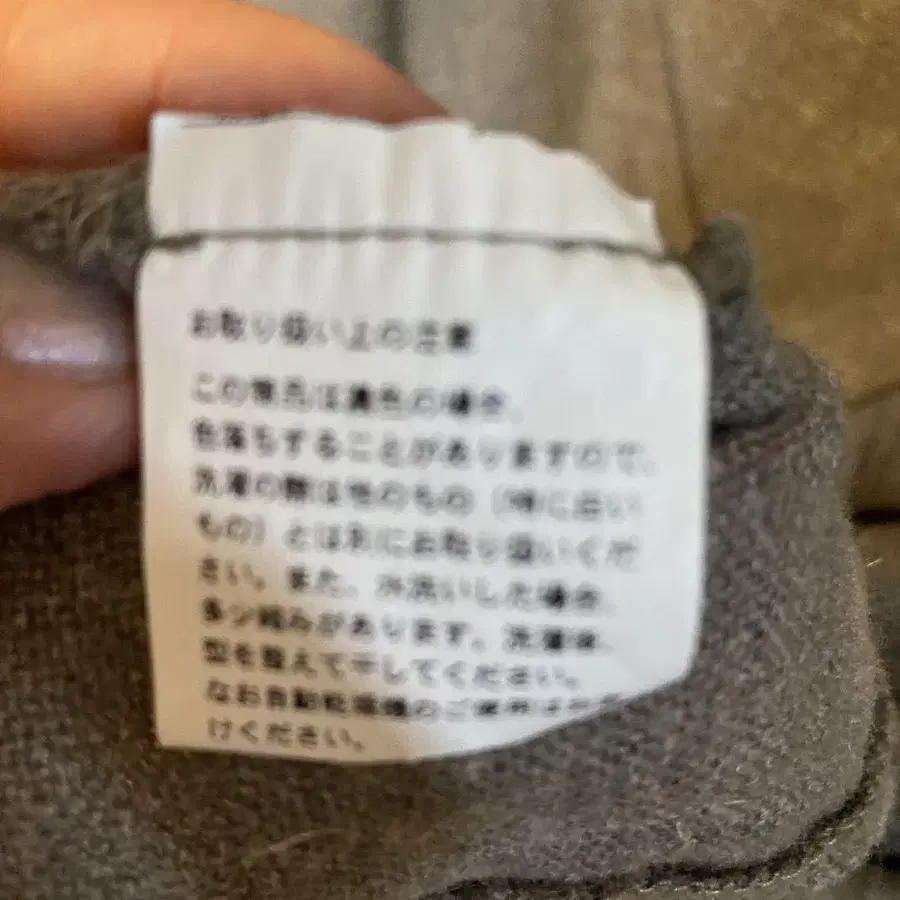 お取り扱い上の注意
この商品は濃色の場合、
色落ちすることがありますので、
洗濯の際は他のもの（特に白い
もの）とは別にお取り扱いくだ
さい。また、水洗いした場合、
多少縮みがあります。洗濯後、
型を整えて干してください。
なお自動乾燥機のご使用は
けください。